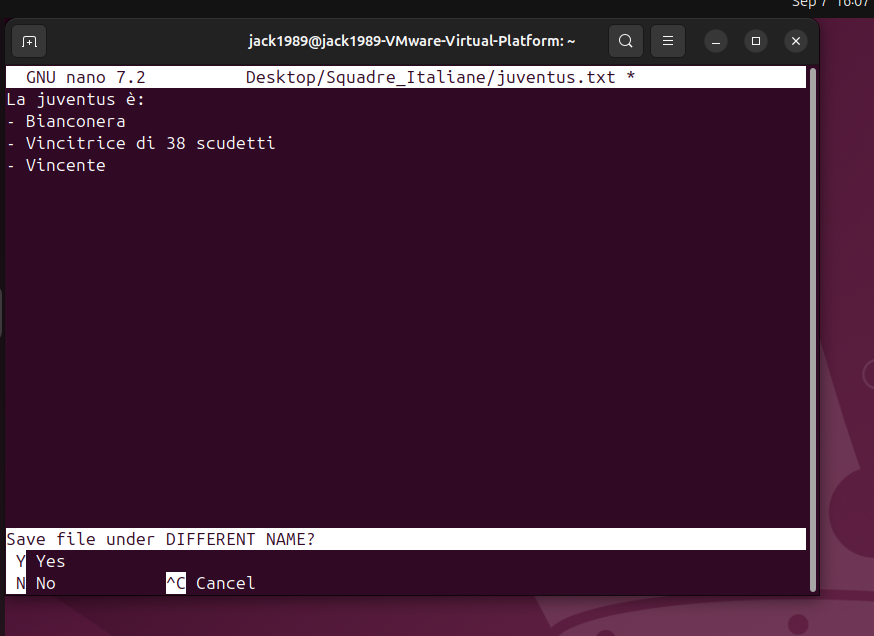 Sep 7 16:07
jack1989@jack1989-VMware-Virtual-Platform: ~
GNU nano 7.2 Desktop/Squadre_Italiane/juventus.txt *
La juventus è:
- Bianconera
- Vincitrice di 38 scudetti
- Vincente
Save file under DIFFERENT NAME?
Y Yes
N No ^C Cancel